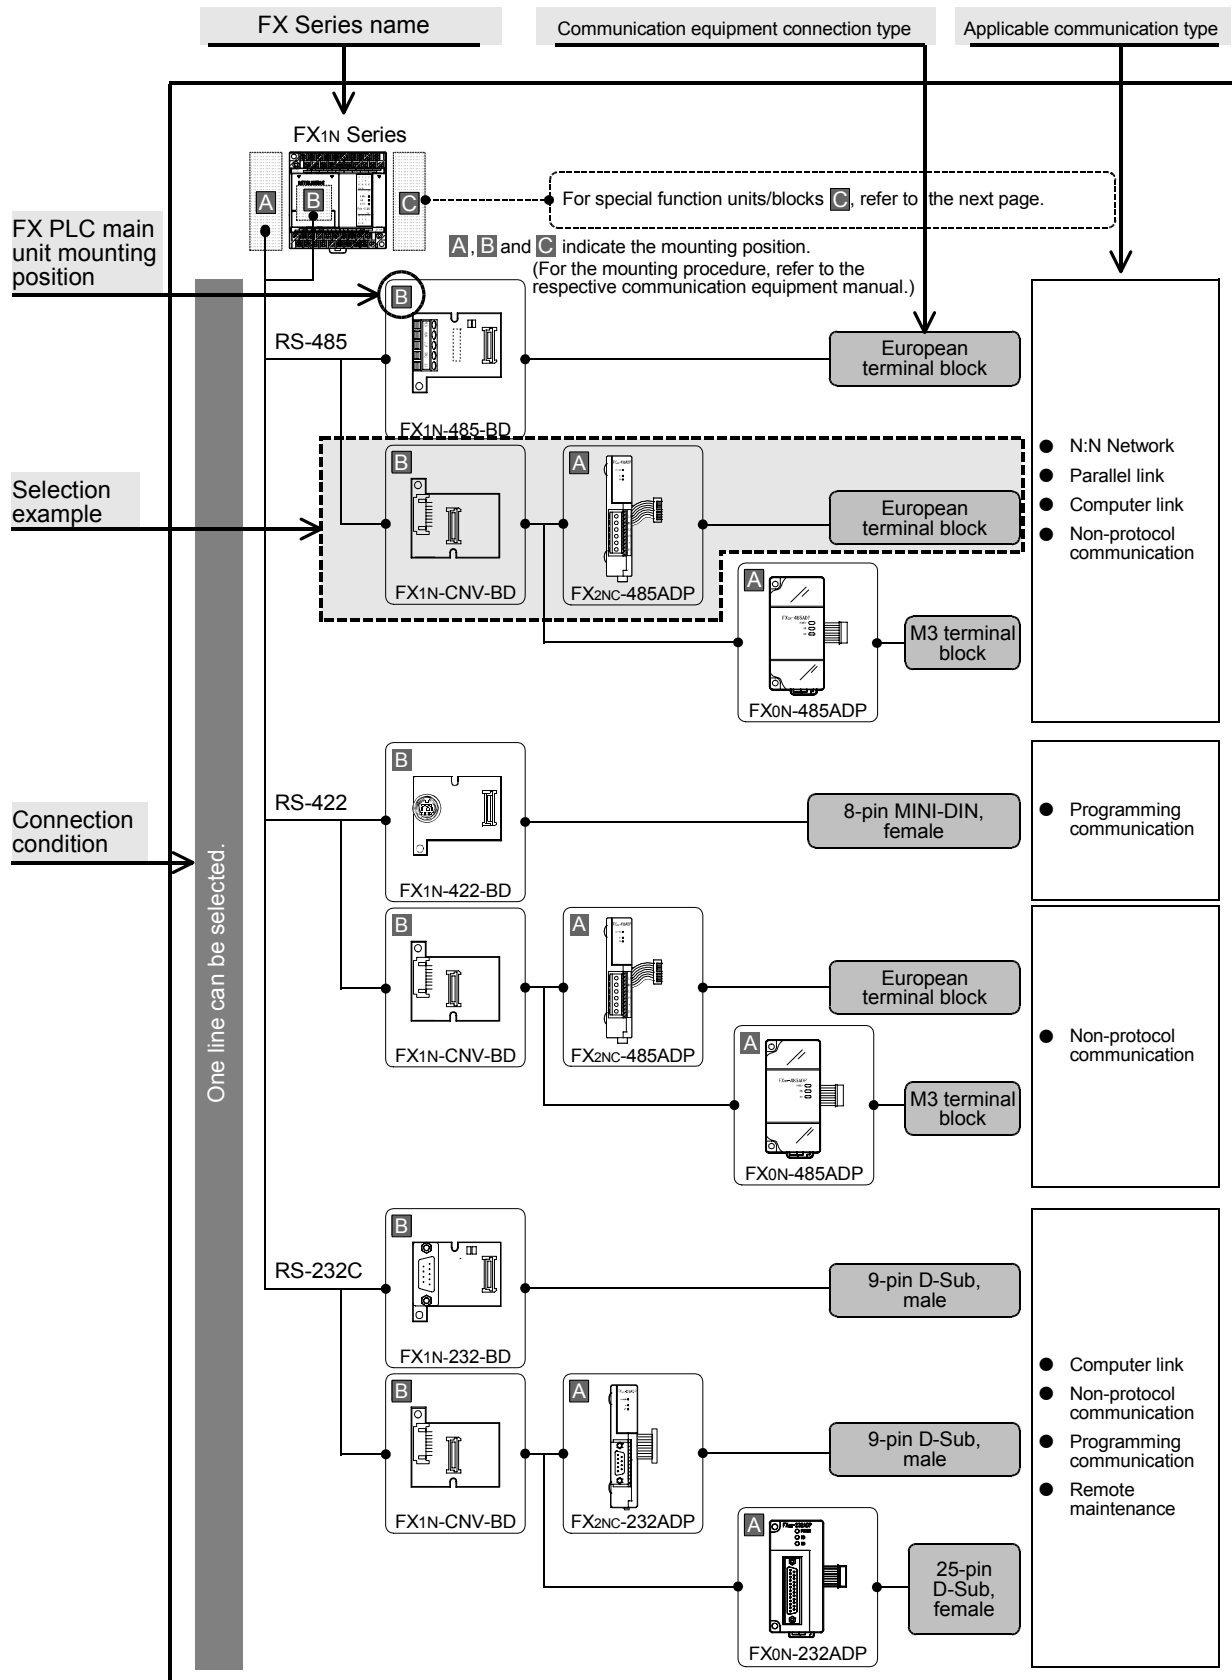 FX Series name
Communication equipment connection type
Applicable communication type
FX1N Series
A
B
C
For special function units/blocks C, refer to the next page.
FX PLC main
unit mounting
position
A, B and C indicate the mounting position.
(For the mounting procedure, refer to the
respective communication equipment manual.)
B
RS-485
European
terminal block
FX1N-485-BD
Selection
example
B
A
European
terminal block
FX1N-CNV-BD
FX2NC-485ADP
A
M3 terminal
block
FX0N-485ADP
● N:N Network
● Parallel link
● Computer link
● Non-protocol
communication
Connection
condition
One line can be selected.
B
RS-422
8-pin MINI-DIN,
female
FX1N-422-BD
● Programming
communication
B
A
European
terminal block
FX1N-CNV-BD
FX2NC-485ADP
A
M3 terminal
block
FX0N-485ADP
● Non-protocol
communication
B
RS-232C
9-pin D-Sub,
male
FX1N-232-BD
B
A
9-pin D-Sub,
male
FX1N-CNV-BD
FX2NC-232ADP
A
25-pin
D-Sub,
female
FX0N-232ADP
● Computer link
● Non-protocol
communication
● Programming
communication
● Remote
maintenance